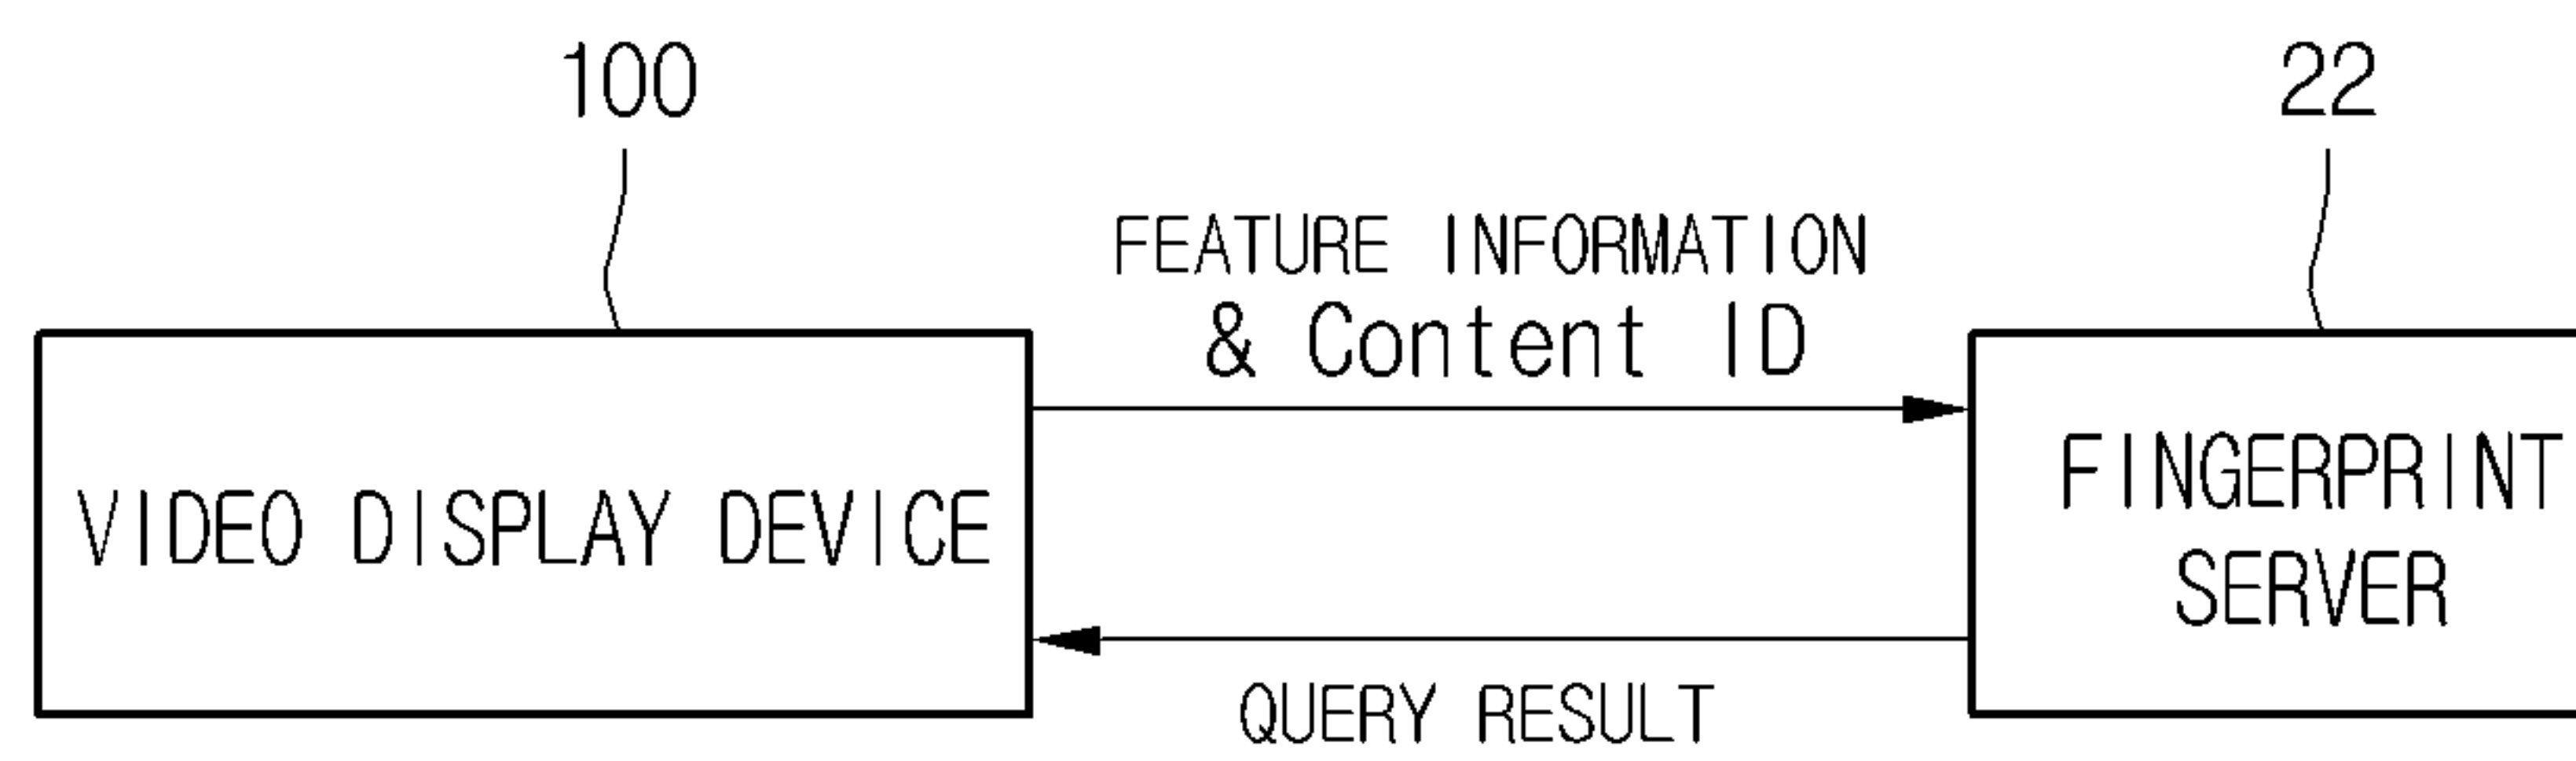 100
22
FEATURE INFORMATION
& Content ID
VIDEO DISPLAY DEVICE
FINGERPRINT
SERVER
QUERY RESULT